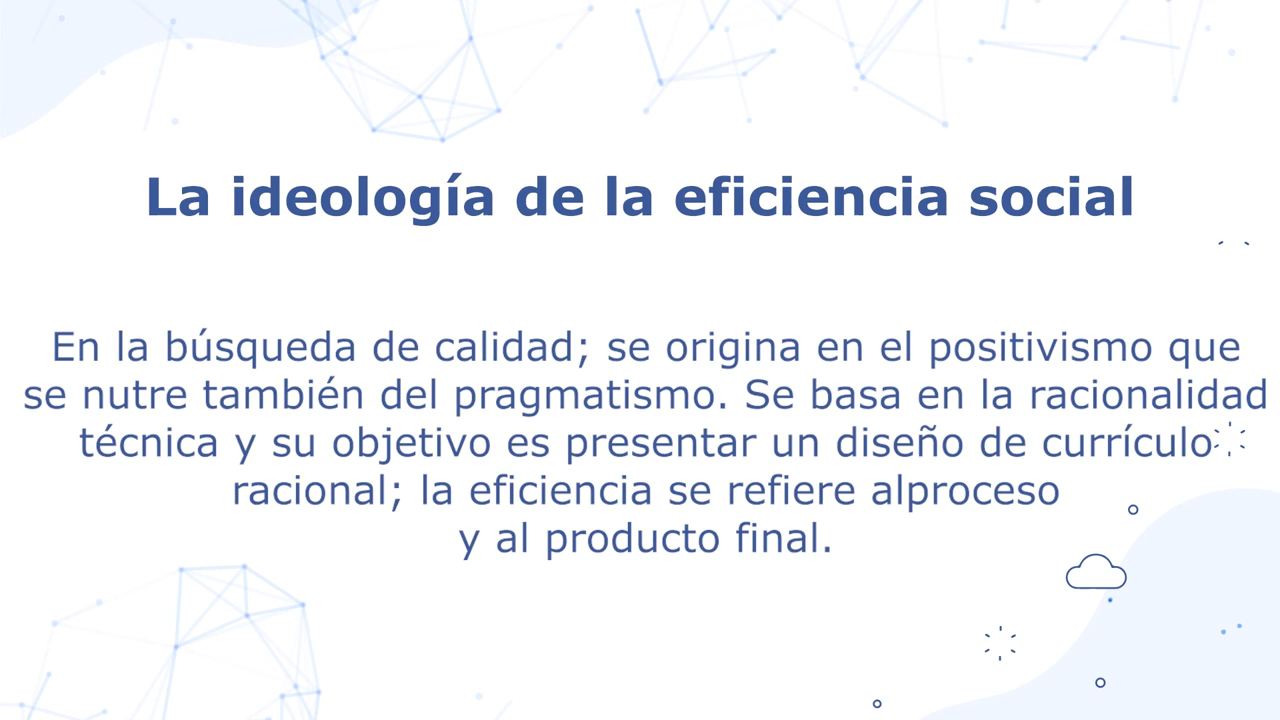 La ideología de la eficiencia social
En la búsqueda de calidad; se origina en el positivismo que
se nutre también del pragmatismo. Se basa en la racionalidad
técnica y su objetivo es presentar un diseño de currículo
racional; la eficiencia se refiere alproceso
y al producto final.